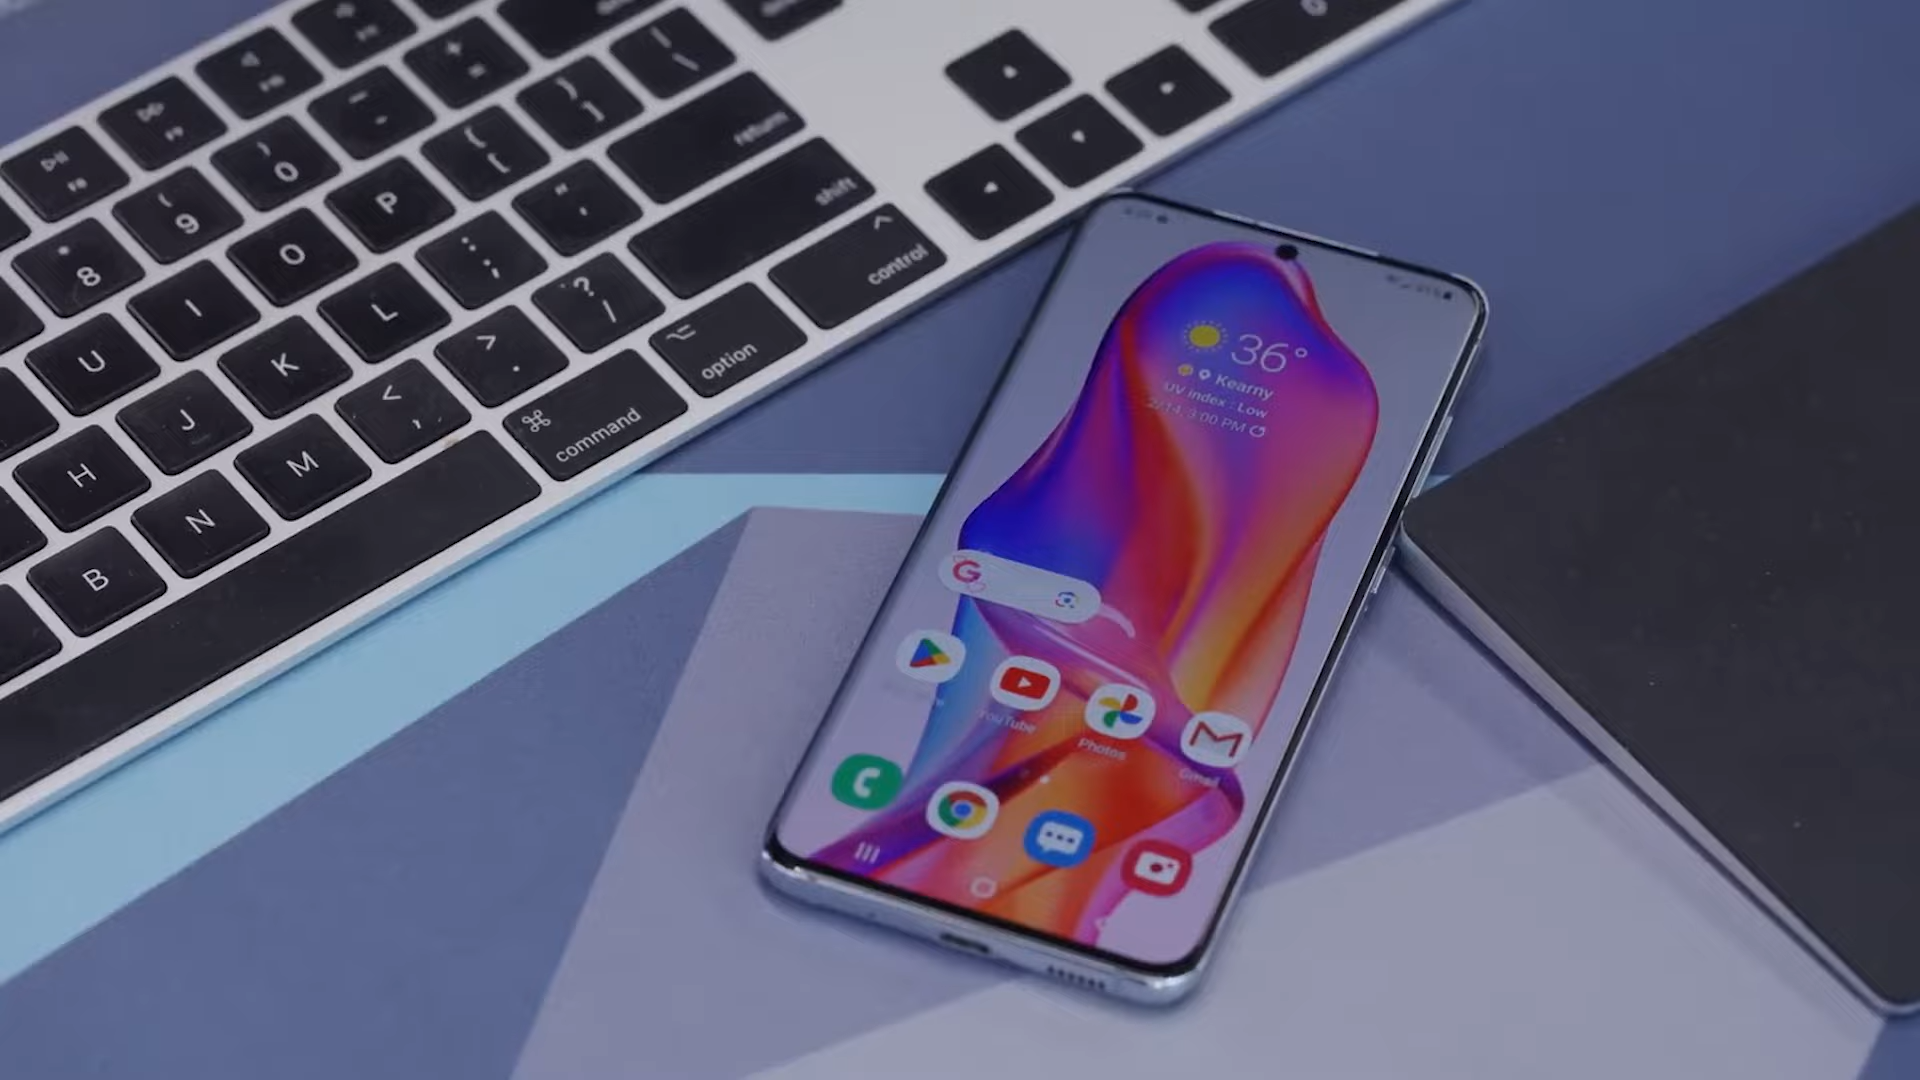 return
shift
control
option
command
8
9
0
U
I
O
P
H
J
K
L
B
N
M
<
,
>
.
?
/
36°
Kearny
UV index : Low
2/14, 3:00 PM
G
YouTube
Photos
Gmail